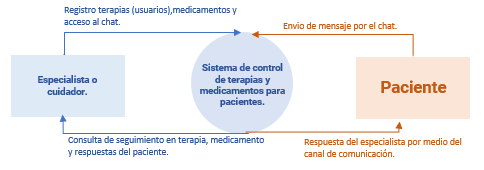 Registro terapias (usuarios),medicamentos y
acceso al chat.
Envio de mensaje por el chat.
Especialista o
cuidador.
Sistema de control
de terapias y
medicamentos para
pacientes.
Paciente
Consulta de seguimiento en terapia, medicamento
y respuestas del paciente.
Respuesta del especialista por medio del
canal de comunicación.